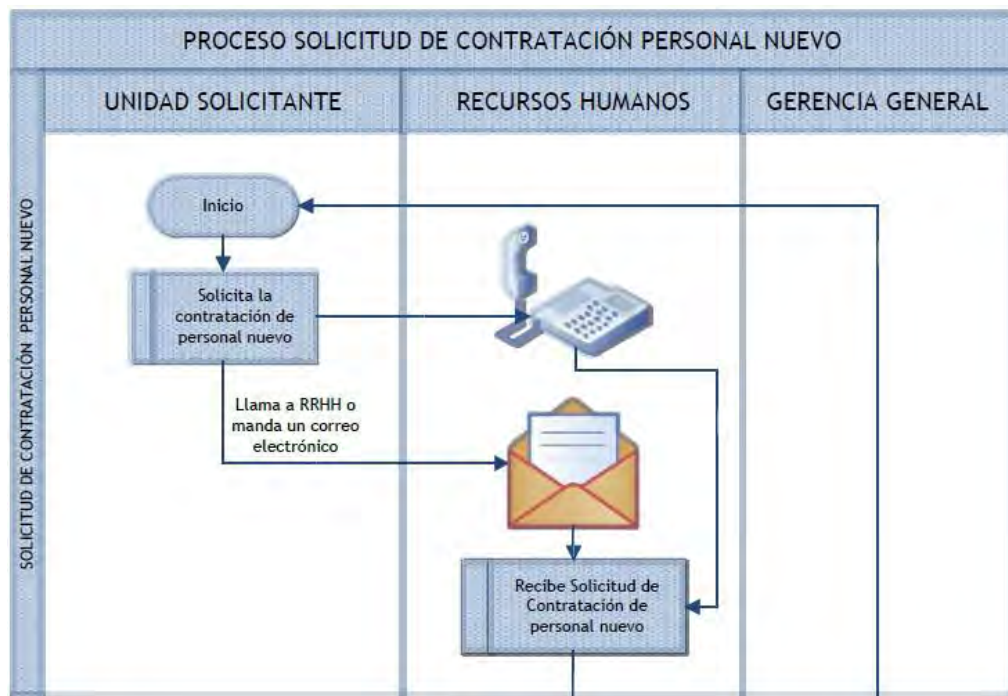 PROCESO SOLICITUD DE CONTRATACIÓN PERSONAL NUEVO
UNIDAD SOLICITANTE
RECURSOS HUMANOS
GERENCIA GENERAL
SOLICITUD DE CONTRATACIÓN PERSONAL NUEVO
Inicio
Solicita la
contratación de
personal nuevo
Llama a RRHH o
manda un correo
electrónico
Recibe Solicitud de
Contratación de
personal nuevo